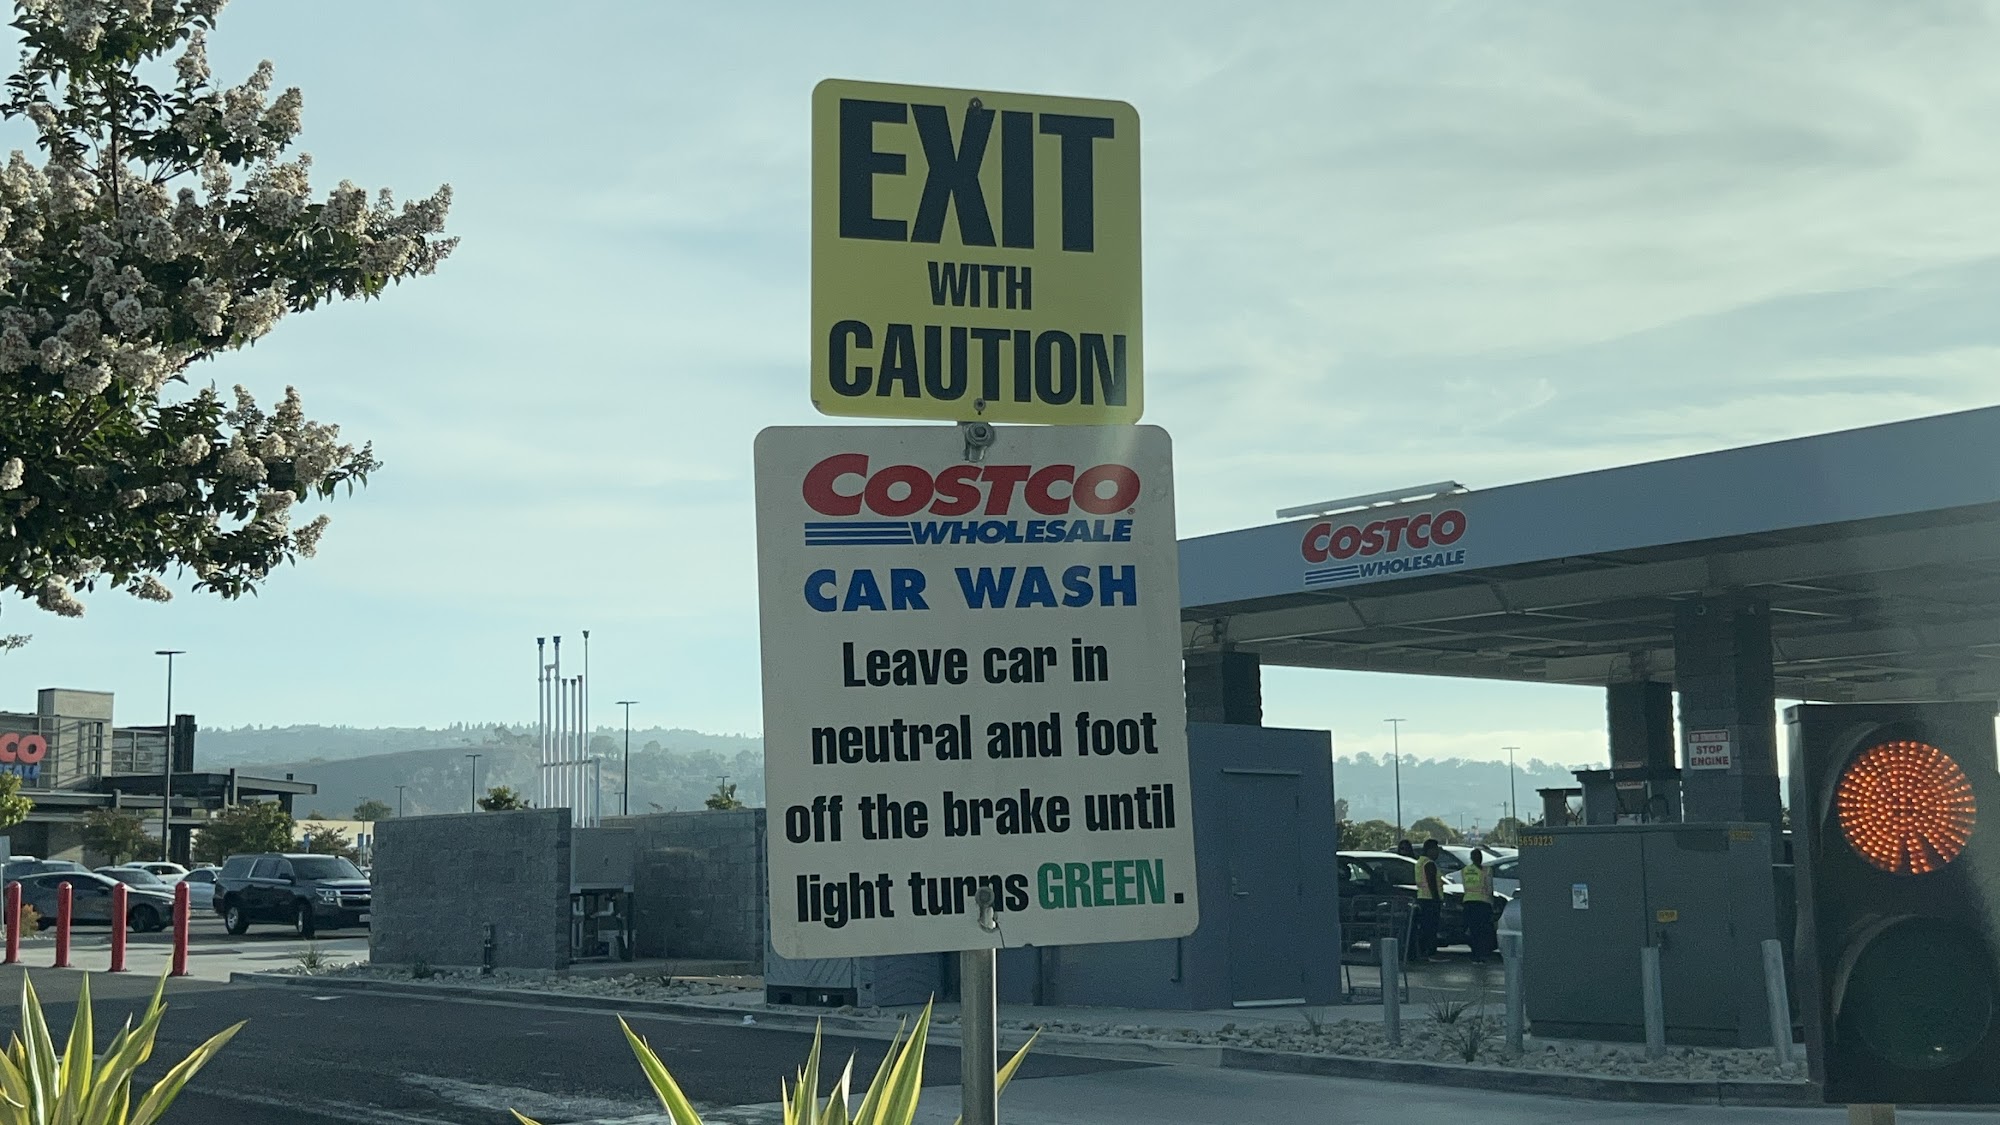 EXIT
WITH
CAUTION
COSTCO
WHOLESALE
CAR WASH
Leave car in
neutral and foot
off the brake until
light turns GREEN.
COSTCO
WHOLESALE
CO
STOP
ENGINE